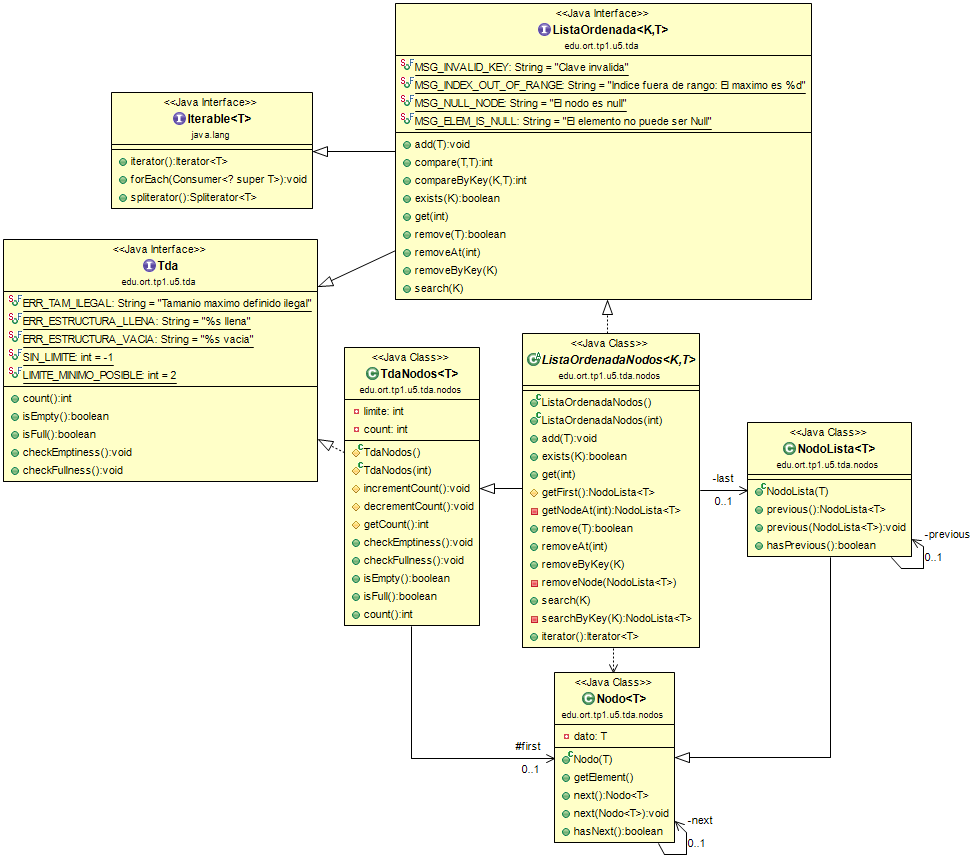 <<Java Interface>>
ListaOrdenada<K,T>
edu.ort.tp1.u5.tda
MSG_INVALID_KEY: String = "Clave invalida"
MSG_INDEX_OUT_OF_RANGE: String = "Indice fuera de rango: El maximo es %d"
MSG_NULL_NODE: String = "El nodo es null"
MSG_ELEM_IS_NULL: String = "El elemento no puede ser Null"
add(T):void
compare(T,T):int
compareByKey(K,T):int
exists(K):boolean
get(int)
remove(T):boolean
removeAt(int)
removeByKey(K)
search(K)
<<Java Interface>>
Iterable<T>
java.lang
iterator():Iterator<T>
forEach(Consumer<? super T>):void
spliterator():Spliterator<T>
<<Java Interface>>
Tda
edu.ort.tp1.u5.tda
ERR_TAM_ILEGAL: String = "Tamanio maximo definido ilegal"
ERR_ESTRUCTURA_LLENA: String = "%s llena"
ERR_ESTRUCTURA_VACIA: String = "%s vacia"
SIN_LIMITE: int = -1
LIMITE_MINIMO_POSIBLE: int = 2
count():int
isEmpty():boolean
isFull():boolean
checkEmptiness():void
checkFullness():void
<<Java Class>>
TdaNodos<T>
edu.ort.tp1.u5.tda.nodos
limite: int
count: int
TdaNodos()
TdaNodos(int)
incrementCount():void
decrementCount():void
getCount():int
checkEmptiness():void
checkFullness():void
isEmpty():boolean
isFull():boolean
count():int
<<Java Class>>
ListaOrdenadaNodos<K,T>
edu.ort.tp1.u5.tda.nodos
ListaOrdenadaNodos()
ListaOrdenadaNodos(int)
add(T):void
exists(K):boolean
get(int)
getFirst():NodoLista<T>
getNodeAt(int):NodoLista<T>
remove(T):boolean
removeAt(int)
removeByKey(K)
removeNode(NodoLista<T>)
search(K)
searchByKey(K):NodoLista<T>
iterator():Iterator<T>
-last
0..1
<<Java Class>>
NodoLista<T>
edu.ort.tp1.u5.tda.nodos
NodoLista(T)
previous():NodoLista<T>
previous(NodoLista<T>):void
hasPrevious():boolean
-previous
0..1
#first
0..1
<<Java Class>>
Nodo<T>
edu.ort.tp1.u5.tda.nodos
dato: T
Nodo(T)
getElement()
next():Nodo<T>
next(Nodo<T>):void
hasNext():boolean
-next
0..1